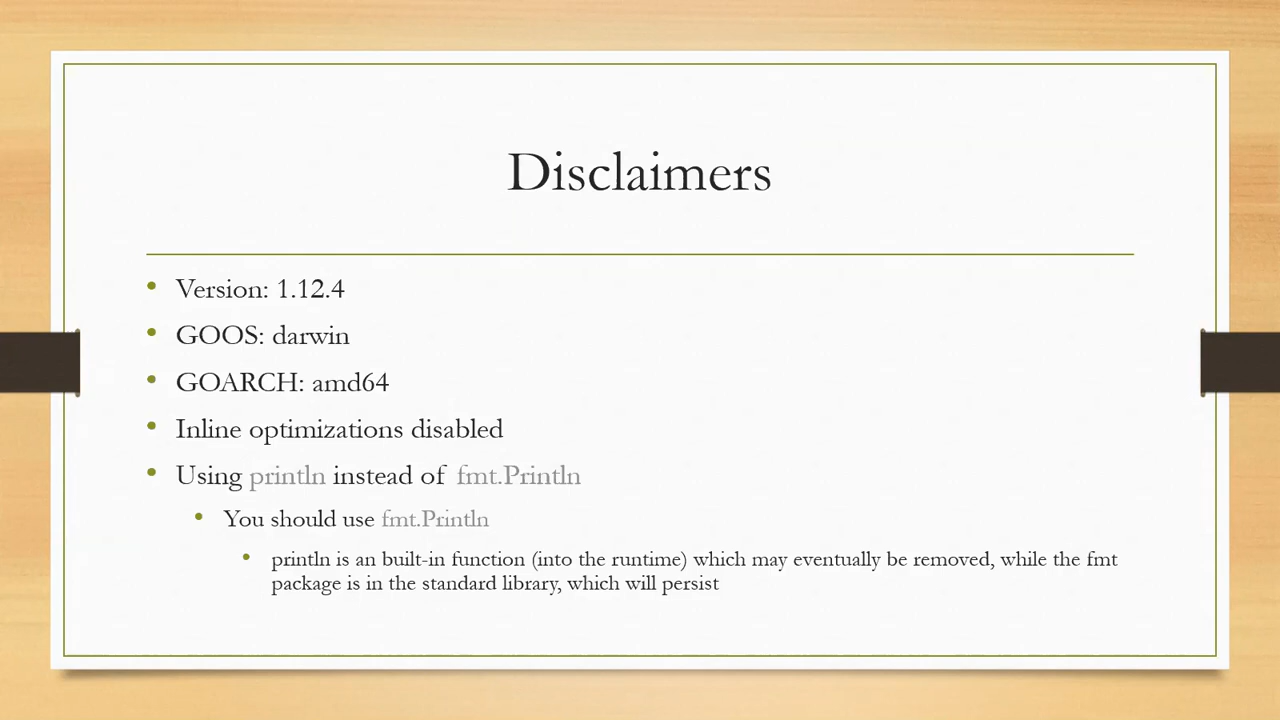 Disclaimers
Version: 1.12.4
GOOS: darwin
GOARCH: amd64
Inline optimizations disabled
Using println instead of fmt.Println
You should use fmt.Println
println is an built-in function (into the runtime) which may eventually be removed, while the fmt
package is in the standard library, which will persist